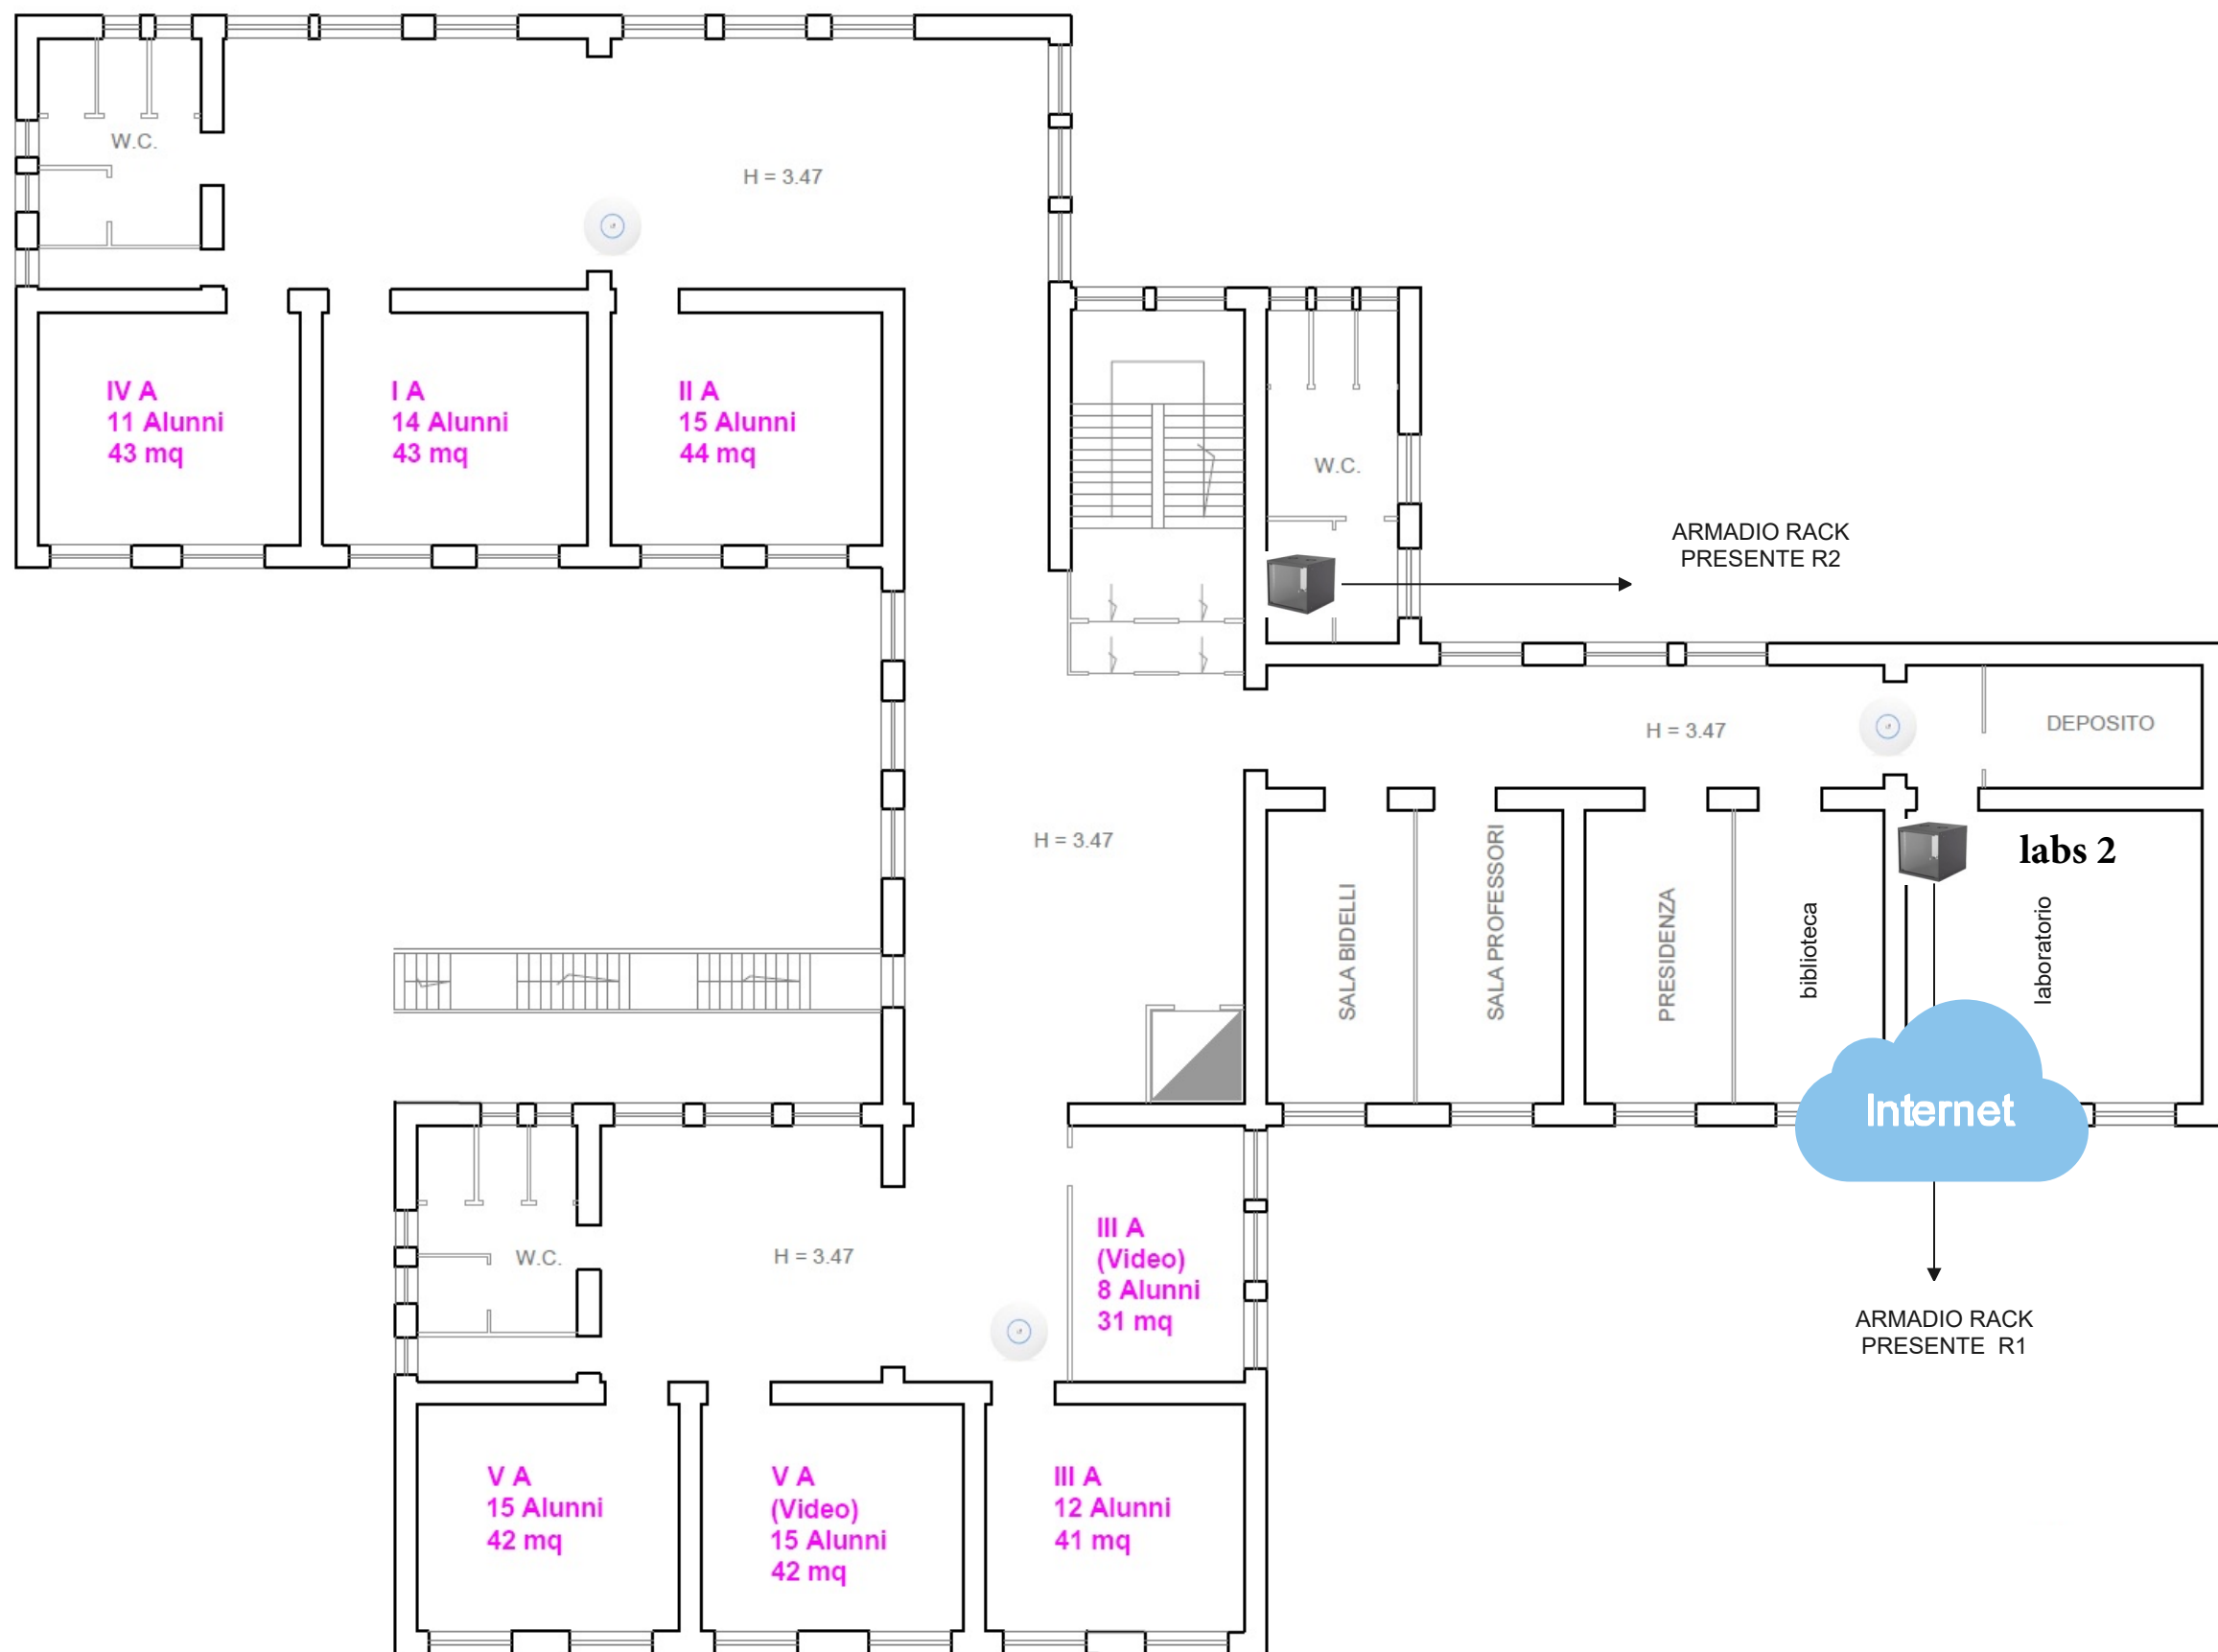 W.C.
H = 3.47
IV A
11 Alunni
43 mq
I A
14 Alunni
43 mq
II A
15 Alunni
44 mq
W.C.
ARMADIO RACK
PRESENTE R2
H = 3.47
DEPOSITO
H = 3.47
SALA BIDELLI
SALA PROFESSORI
PRESIDENZA
biblioteca
labs 2
laboratorio
Internet
W.C.
H = 3.47
III A
(Video)
8 Alunni
31 mq
ARMADIO RACK
PRESENTE R1
V A
15 Alunni
42 mq
V A
(Video)
15 Alunni
42 mq
III A
12 Alunni
41 mq